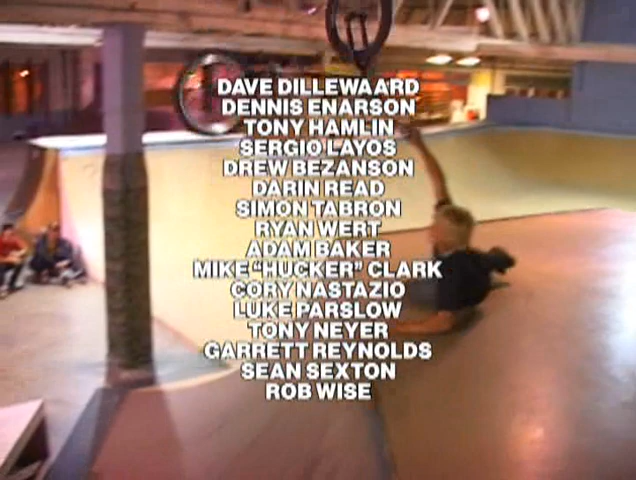 DAVE DILLEWAARD
DENNIS ENARSON
TONY HAMLIN
SERGIO LAYOS
DREW BEZANSON
DARIN READ
SIMON TABRON
RYAN WERT
ADAM BAKER
MIKE "HUCKER" CLARK
CORY NASTAZIO
LUKE PARSLOW
TONY NEYER
GARRETT REYNOLDS
SEAN SEXTON
ROB WISE